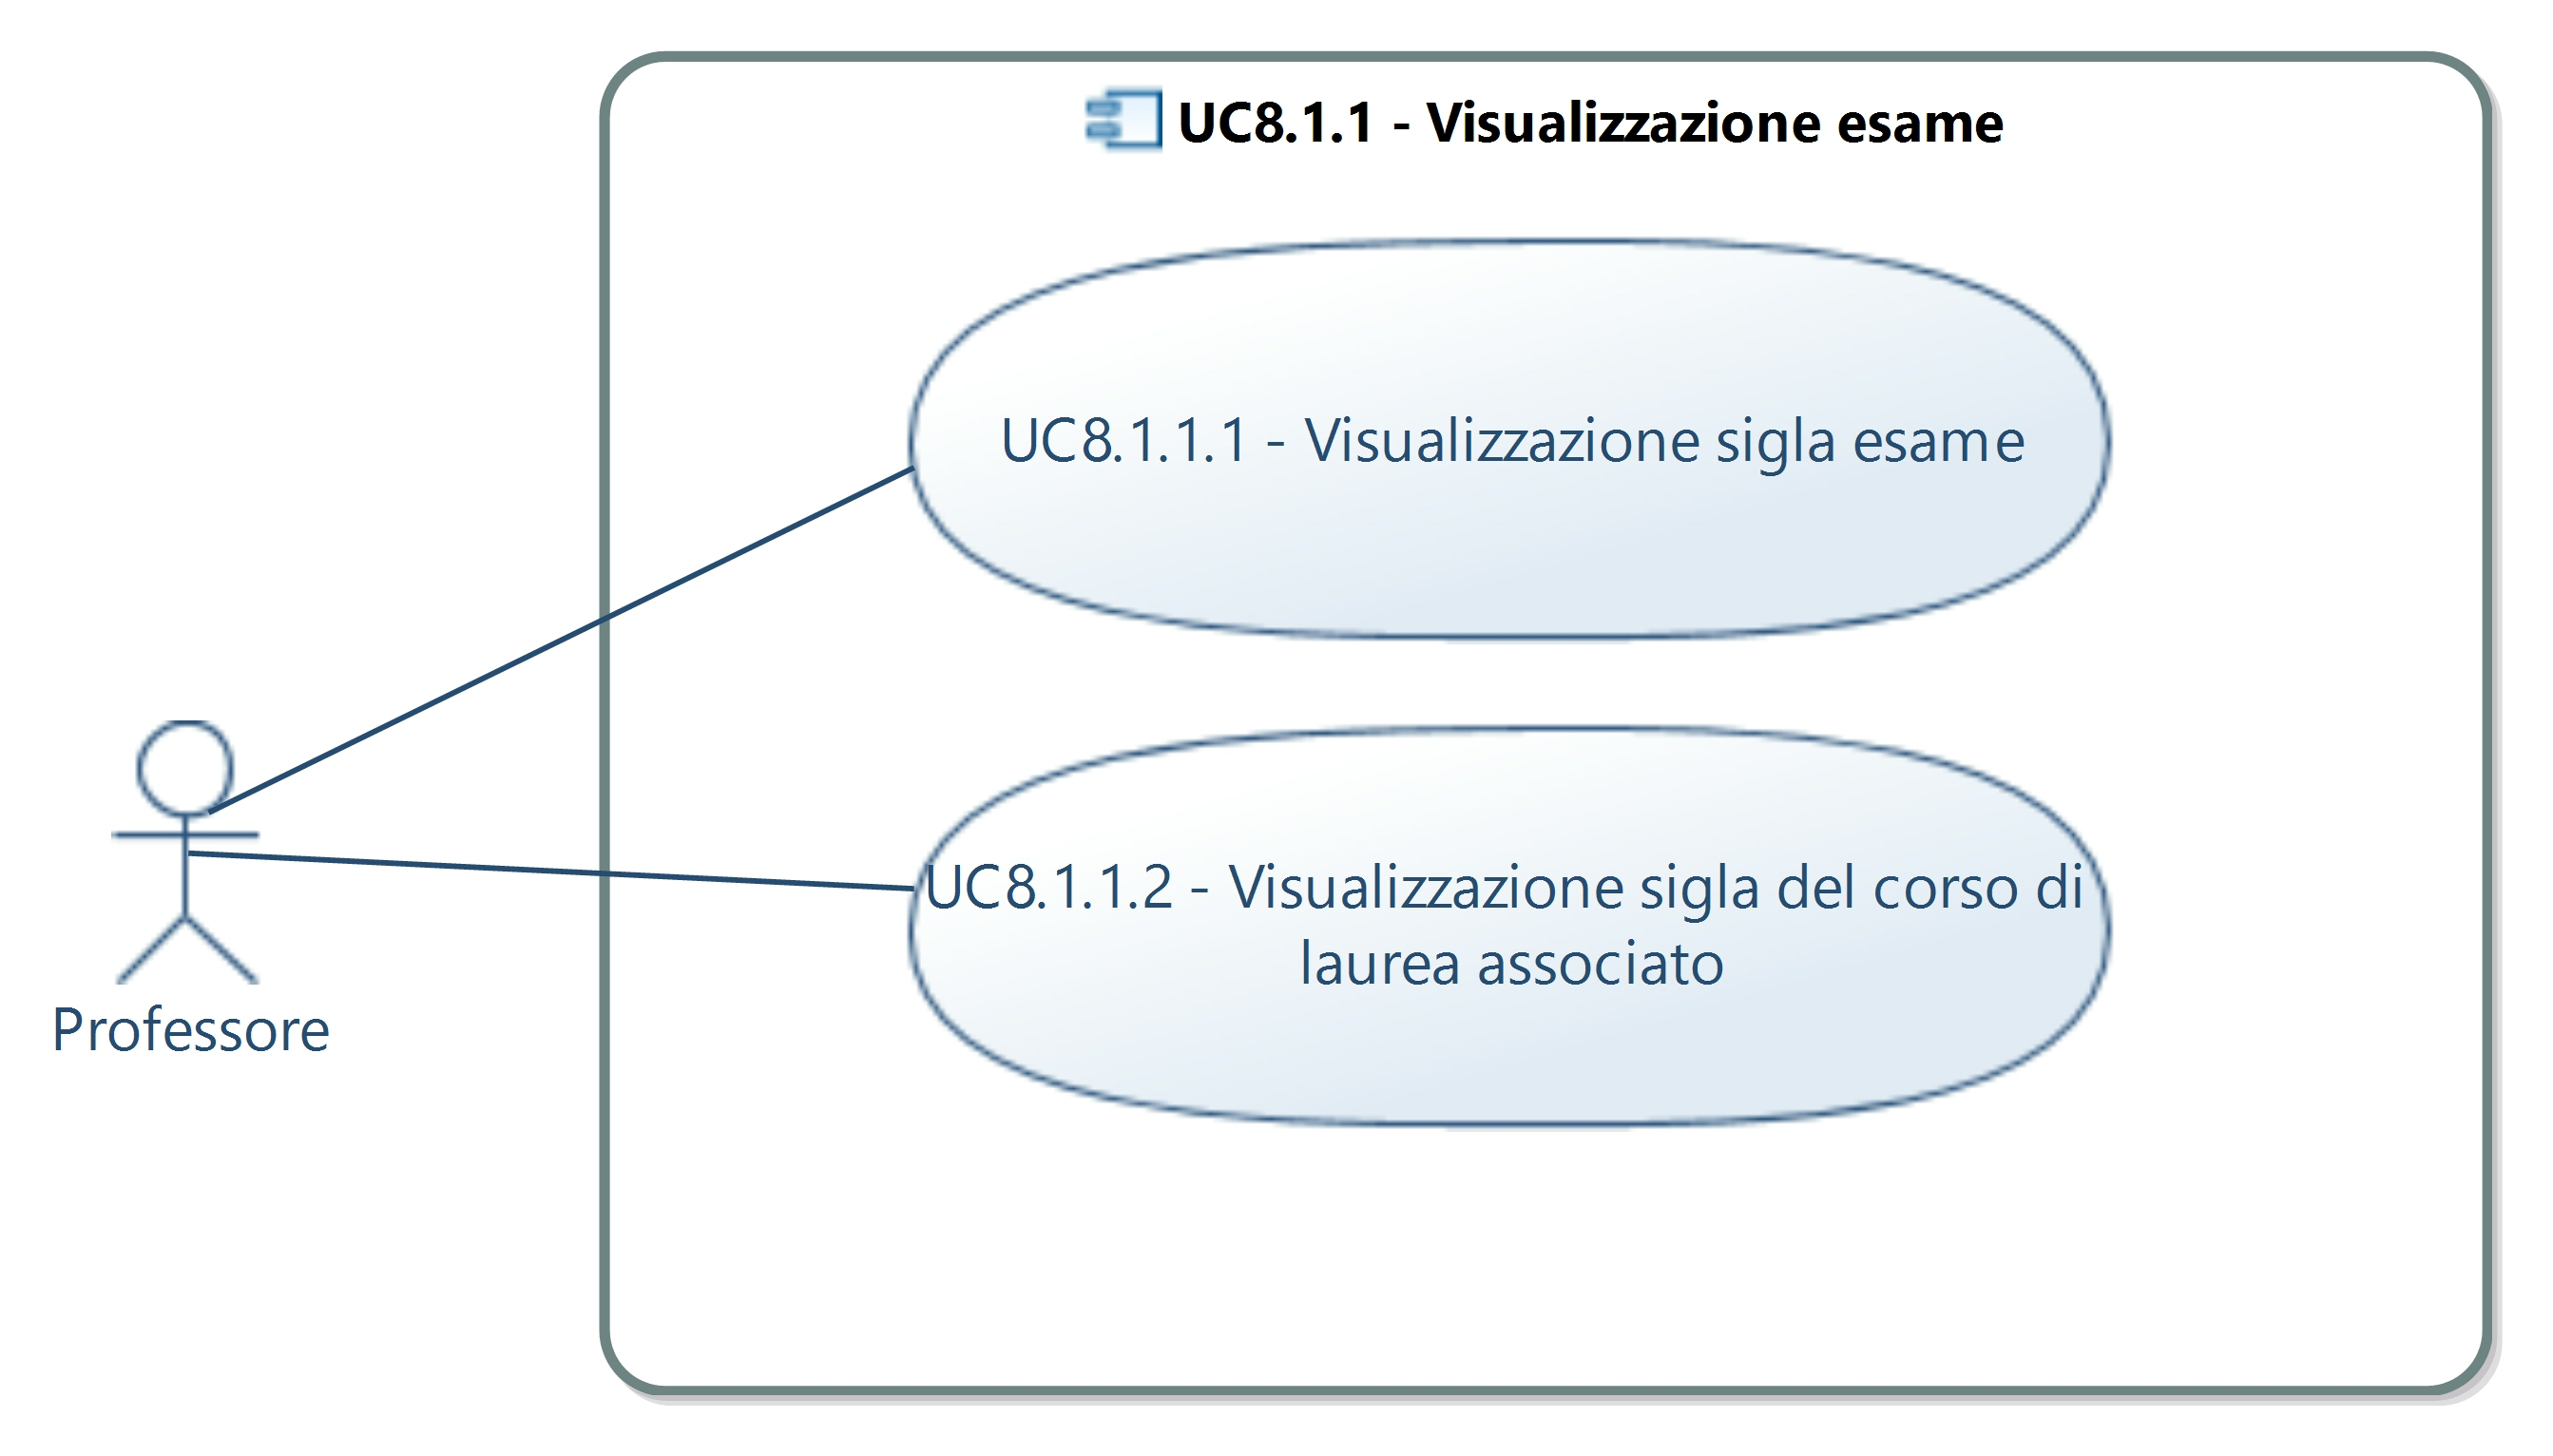 UC8.1.1 - Visualizzazione esame
UC8.1.1.1 - Visualizzazione sigla esame
UC8.1.1.2 - Visualizzazione sigla del corso di
laurea associato
Professore